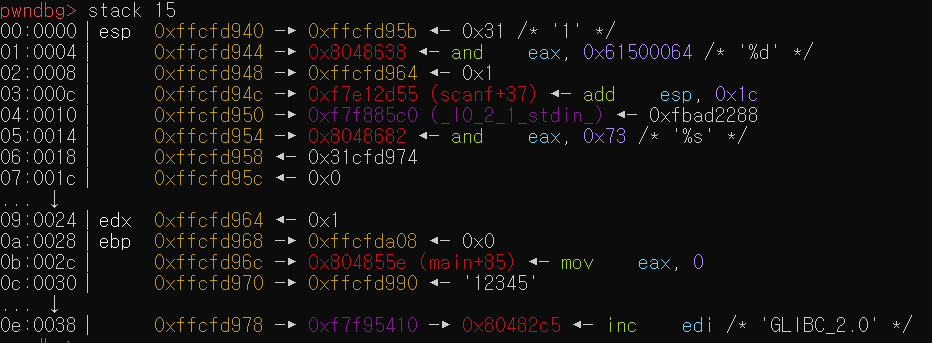 pwndbg> stack 15
00:0000│ esp 0xffcfd940 —▸ 0xffcfd95b ◂— 0x31 /* '1' */
01:0004│ 0xffcfd944 —▸ 0x8048638 ◂— and eax, 0x61500064 /* '%d' */
02:0008│ 0xffcfd948 —▸ 0xffcfd964 ◂— 0x1
03:000c│ 0xffcfd94c —▸ 0xf7e12d55 (scanf+37) ◂— add esp, 0x1c
04:0010│ 0xffcfd950 —▸ 0xf7f885c0 (_IO_2_1_stdin_) ◂— 0xfbad2288
05:0014│ 0xffcfd954 —▸ 0x8048682 ◂— and eax, 0x73 /* '%s' */
06:0018│ 0xffcfd958 ◂— 0x31cfd974
07:001c│ 0xffcfd95c ◂— 0x0
... ↓
09:0024│ edx 0xffcfd964 ◂— 0x1
0a:0028│ ebp 0xffcfd968 —▸ 0xffcfda08 ◂— 0x0
0b:002c│ 0xffcfd96c —▸ 0x804855e (main+85) ◂— mov eax, 0
0c:0030│ 0xffcfd970 —▸ 0xffcfd990 ◂— '12345'
... ↓
0e:0038│ 0xffcfd978 —▸ 0xf7f95410 —▸ 0x80482c5 ◂— inc edi /* 'GLIBC_2.0' */